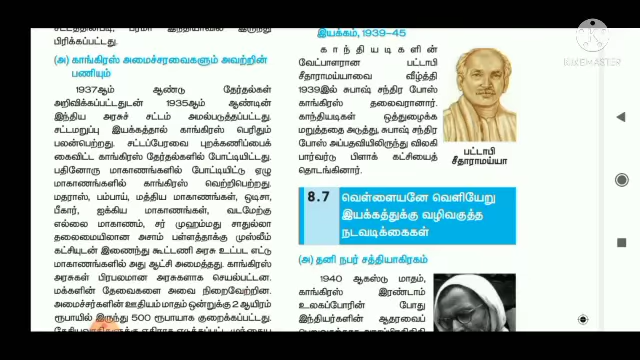 பிரிக்கப்பட்டது.
(அ) காங்கிரஸ் அமைச்சரவைகளும் அவற்றின்
பணியும்
1937ஆம் ஆண்டு தேர்தல்கள்
அறிவிக்கப்பட்டதுடன் 1935ஆம் ஆண்டின்
இந்திய அரசுச் சட்டம் அமல்படுத்தப்பட்டது.
சட்டமறுப்பு இயக்கத்தால் காங்கிரஸ் பெரிதும்
பலன்பெற்றது. சட்டப்பேரவை புறக்கணிப்பைக்
கைவிட்ட காங்கிரஸ் தேர்தல்களில் போட்டியிட்டது.
பதினோரு மாகாணங்களில் போட்டியிட்டு ஏழு
மாகாணங்களில் காங்கிரஸ் வெற்றிபெற்றது.
மதராஸ், பம்பாய், மத்திய மாகாணங்கள், ஒடிசா,
பீகார், ஐக்கிய மாகாணங்கள், வடமேற்கு
எல்லை மாகாணம், சர் முஹம்மது சாதுல்லா
தலைமையிலான அசாம் பள்ளத்தாக்கு முஸ்லீம்
கட்சியுடன் இணைந்து கூட்டணி அரசு உட்பட எட்டு
மாகாணங்களில் அது ஆட்சி அமைத்தது. காங்கிரஸ்
அரசுகள் பிரபலமான அரசுகளாக செயல்பட்டன.
மக்களின் தேவைகளை அவை நிறைவேற்றின.
அமைச்சர்களின் ஊதியம் மாதம் ஒன்றுக்கு 2 ஆயிரம்
ரூபாயில் இருந்து 500 ரூபாயாக குறைக்கப்பட்டது.
இயக்கம், 1939–45
காந்தியடிகளின்
வேட்பாளரான பட்டாபி
சீதாராமய்யாவை வீழ்த்தி
1939இல் சுபாஷ் சந்திர போஸ்
காங்கிரஸ் தலைவரானார்.
காந்தியடிகள் ஒத்துழைக்க
மறுத்ததை அடுத்து, சுபாஷ் சந்திர
போஸ் அப்பதவியிலிருந்து விலகி
பார்வர்டு பிளாக் கட்சியைத்
தொடங்கினார்.
பட்டாபி
சீதாராமய்யா
8.7 வெள்ளையனே வெளியேறு
இயக்கத்துக்கு வழிவகுத்த
நடவடிக்கைகள்
(அ) தனி நபர் சத்தியாகிரகம்
1940 ஆகஸ்டு மாதம்,
காங்கிரஸ் இரண்டாம்
உலகப்போரின் போது
இந்தியர்களின் ஆதரவைப்
KINEMASTER